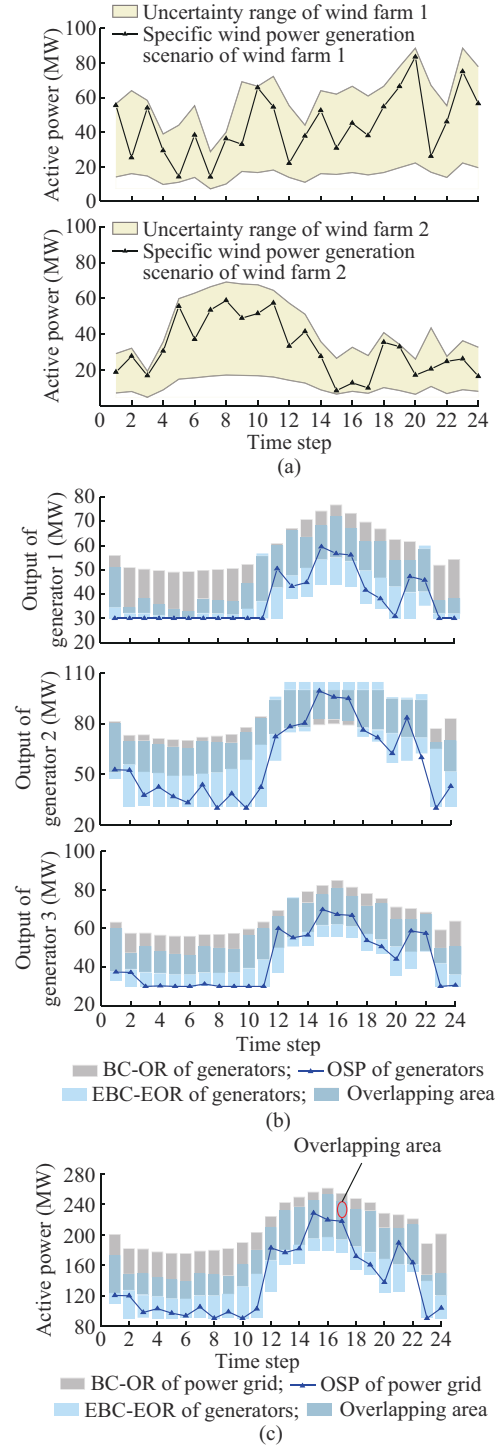 Uncertainty range of wind farm 1
Specific wind power generation
scenario of wind farm 1
Active power (MW)
100
80
60
40
20
0
Uncertainty range of wind farm 2
Specific wind power generation
scenario of wind farm 2
Active power (MW)
100
80
60
40
20
0 2 4 6 8 10 12 14 16 18 20 22 24
Time step
(a)
Output of
generator 1 (MW)
80
70
60
50
40
30
20
Output of
generator 2 (MW)
110
80
50
20
Output of
generator 3 (MW)
100
80
60
40
20
0 2 4 6 8 10 12 14 16 18 20 22 24
Time step
BC-OR of generators; OSP of generators
EBC-EOR of generators; Overlapping area
(b)
Overlapping area
Active power (MW)
280
240
200
160
120
80
0 2 4 6 8 10 12 14 16 18 20 22 24
Time step
BC-OR of power grid; OSP of power grid
EBC-EOR of generators; Overlapping area
(c)